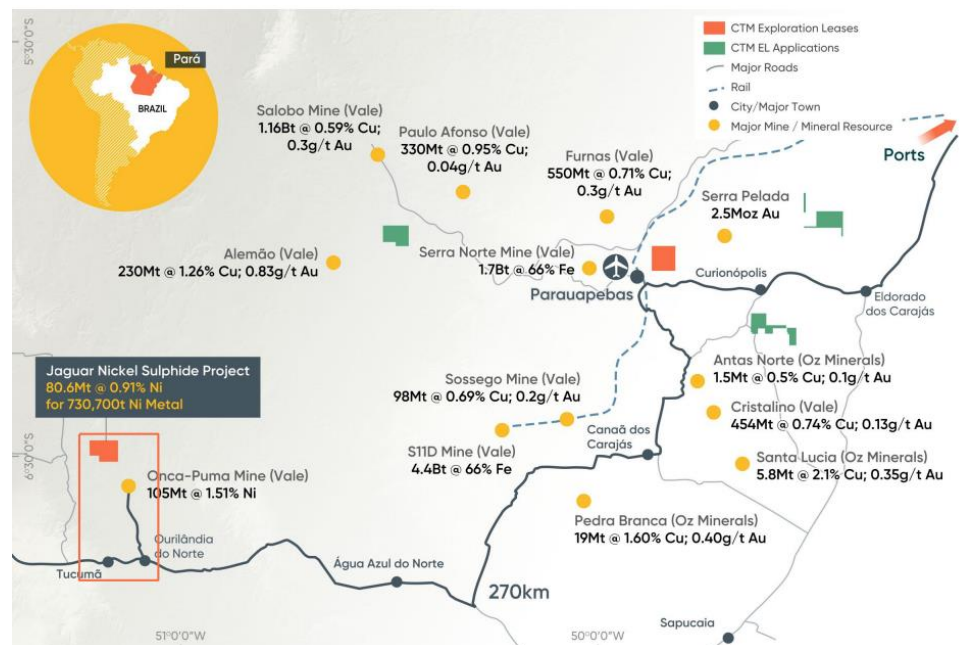 5°30'0"S
Pará
BRAZIL
CTM Exploration Leases
CTM EL Applications
Major Roads
Rail
City/Major Town
Major Mine / Mineral Resource
Ports
Salobo Mine (Vale)
1.16Bt @ 0.59% Cu;
0.3g/t Au
Paulo Afonso (Vale)
330Mt @ 0.95% Cu;
0.04g/t Au
Furnas (Vale)
550Mt @ 0.71% Cu;
0.3g/t Au
Serra Pelada
2.5Moz Au
Alemão (Vale)
230Mt @ 1.26% Cu; 0.83g/t Au
Serra Norte Mine (Vale)
1.7Bt @ 66% Fe
Parauapebas
Curionópolis
Eldorado
dos Carajás
Jaguar Nickel Sulphide Project
80.6Mt @ 0.91% Ni
for 730,700t Ni Metal
Sossego Mine (Vale)
98Mt @ 0.69% Cu; 0.2g/t Au
Antas Norte (Oz Minerals)
1.5Mt @ 0.5% Cu; 0.1g/t Au
Cristalino (Vale)
454Mt @ 0.74% Cu; 0.13g/t Au
Canaã dos
Carajás
S11D Mine (Vale)
4.4Bt @ 66% Fe
Santa Lucia (Oz Minerals)
5.8Mt @ 2.1% Cu; 0.35g/t Au
6°30'0"S
Onca-Puma Mine (Vale)
105Mt @ 1.51% Ni
Pedra Branca (Oz Minerals)
19Mt @ 1.60% Cu; 0.40g/t Au
Ourilândia
do Norte
Tucumã
Água Azul do Norte
270km
Sapucaia
51°0'0"W
50°0'0"W